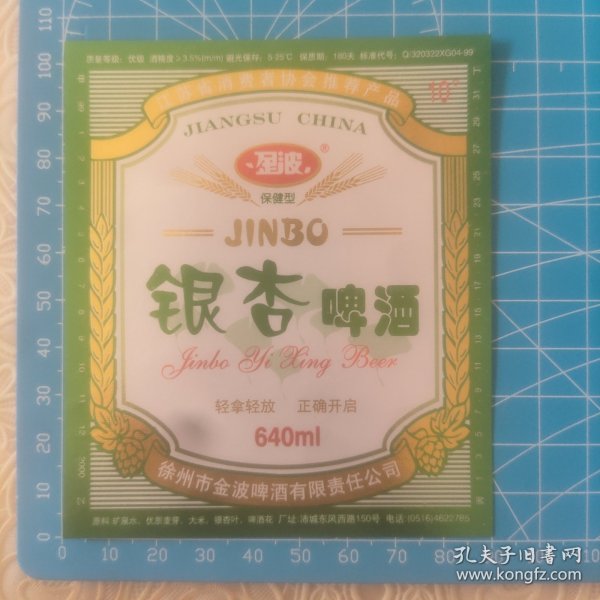 质量等级：优级 酒精度≥3.5%(m/m) 避光保存：5-25℃ 保质期：180天 标准代号：Q/320322XG04-99
江苏省消费者协会推荐产品
10°
JIANGSU CHINA
金波®
保健型
JINBO
银杏啤酒
Jinbo Yi Xing Beer
轻拿轻放 正确开启
640ml
徐州市金波啤酒有限责任公司
原料：矿泉水、优质麦芽、大米、银杏叶、啤酒花 厂址：沛城东风西路150号 电话：(0516)4622785
孔夫子旧书网
www.kongfz.com